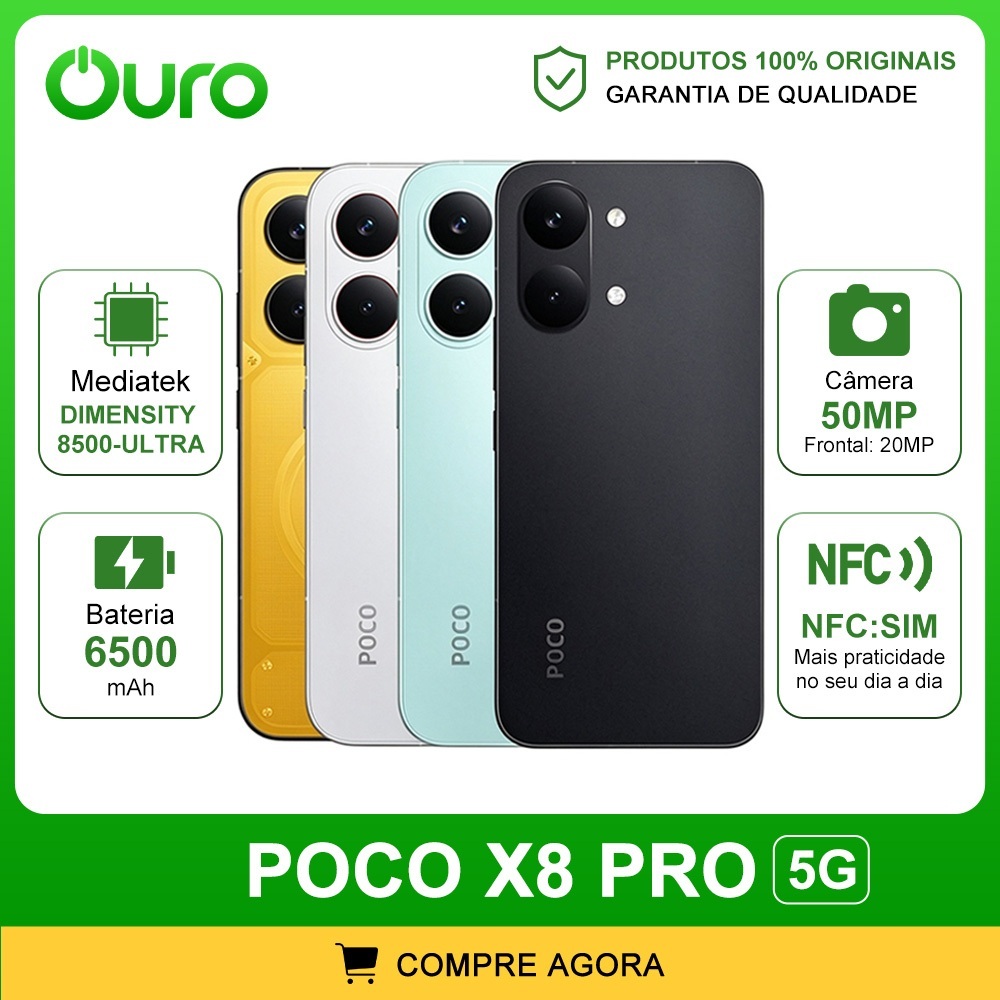 Ouro
PRODUTOS 100% ORIGINAIS
GARANTIA DE QUALIDADE
Mediatek
DIMENSITY
8500-ULTRA
Câmera
50MP
Frontal: 20MP
Bateria
6500
mAh
NFC
NFC:SIM
Mais praticidade
no seu dia a dia
POCO
POCO
POCO
POCO X8 PRO 5G
COMPRE AGORA